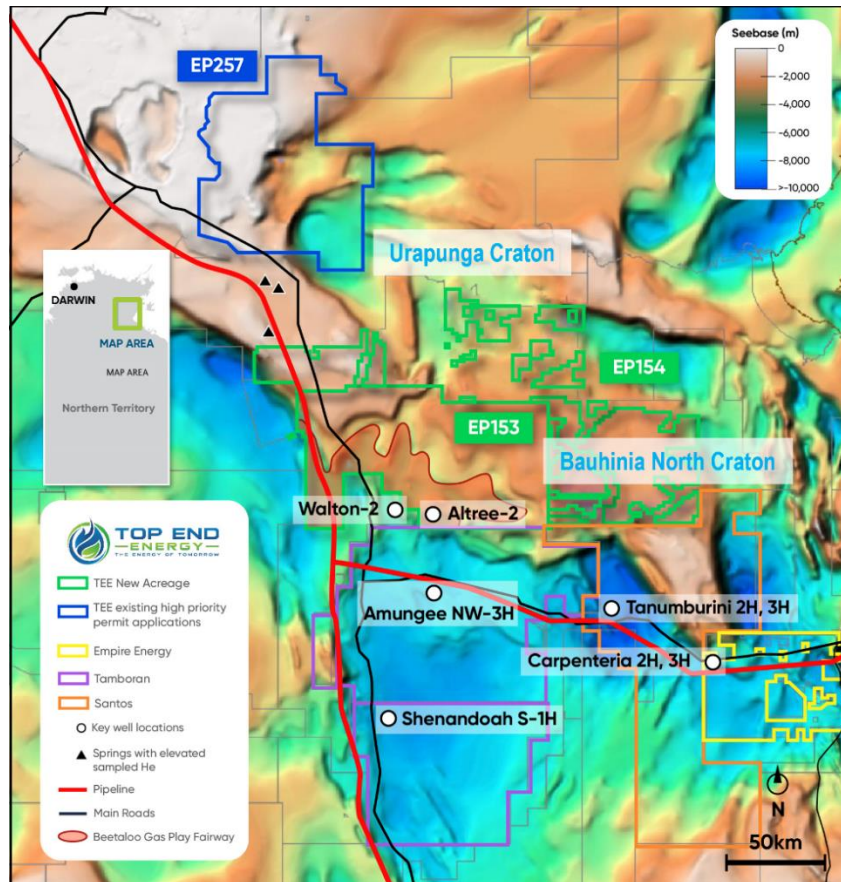 EP257
Seebase (m)
0
-2,000
-4,000
-6,000
-8,000
>-10,000
Urapunga Craton
DARWIN
MAP AREA
MAP AREA
Northern Territory
EP154
EP153
Bauhinia North Craton
Walton-2
Altree-2
Amungee NW-3H
Tanumburini 2H, 3H
Carpenteria 2H, 3H
Shenandoah S-1H
TOP END
ENERGY
THE ENERGY OF TOMORROW
TEE New Acreage
TEE existing high priority
permit applications
Empire Energy
Tamboran
Santos
Key well locations
Springs with elevated
sampled He
Pipeline
Main Roads
Beetaloo Gas Play Fairway
N
50km